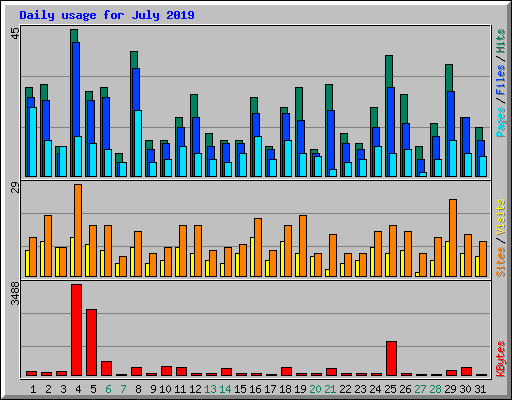 Daily usage for July 2019
45
Pages / Files / Hits
29
Sites / Visits
3488
KBytes
1 2 3 4 5 6 7 8 9 10 11 12 13 14 15 16 17 18 19 20 21 22 23 24 25 26 27 28 29 30 31